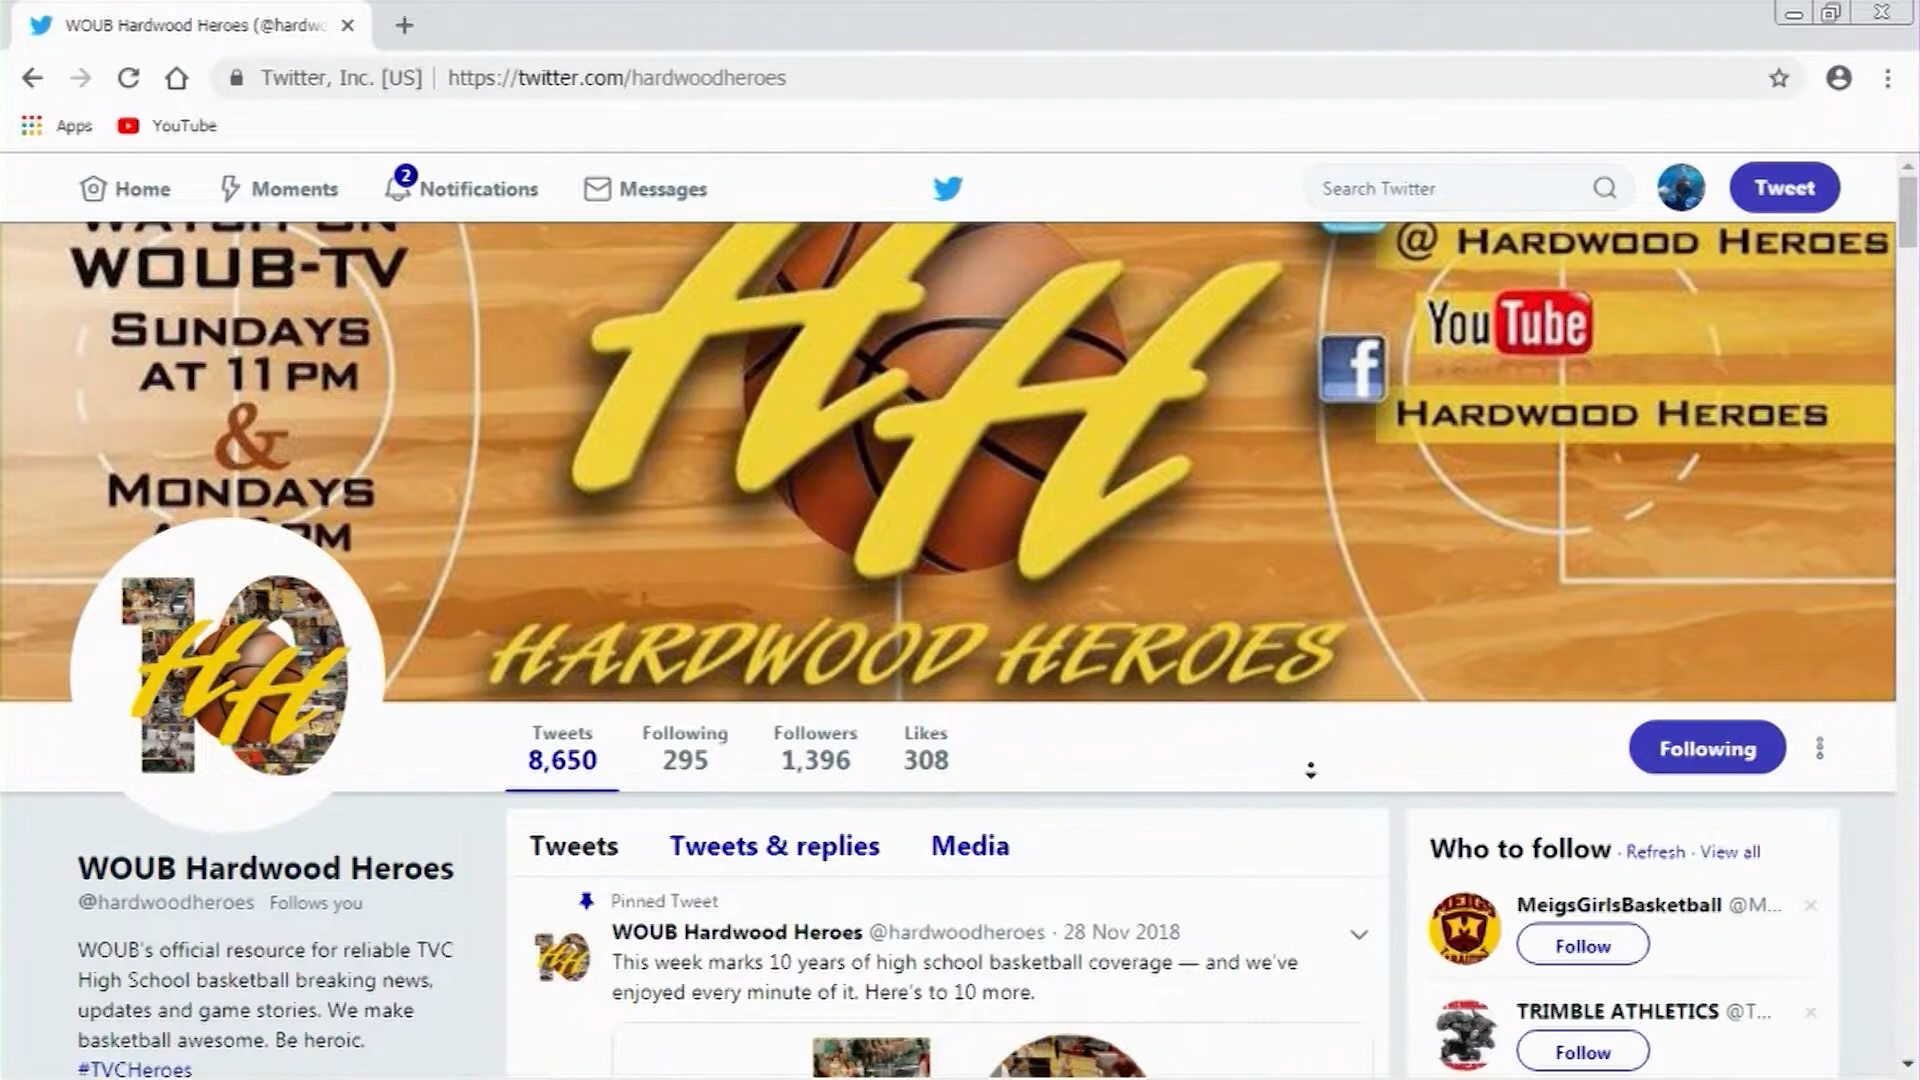 WOUB Hardwood Heroes (@hardwo
Twitter, Inc. [US] | https://twitter.com/hardwoodheroes
Apps YouTube
Home Moments 2 Notifications Messages Search Twitter Tweet
WATCH ON
WOUB-TV
SUNDAYS
AT 11 PM
&
MONDAYS
HH
HARDWOOD HEROES
@ HARDWOOD HEROES
YouTube
f
HARDWOOD HEROES
10
HH
Tweets Following Followers Likes
8,650 295 1,396 308
Following
WOUB Hardwood Heroes
@hardwoodheroes Follows you
WOUB's official resource for reliable TVC
High School basketball breaking news,
updates and game stories. We make
basketball awesome. Be heroic.
#TVCHeroes
Tweets Tweets & replies Media
Pinned Tweet
WOUB Hardwood Heroes @hardwoodheroes · 28 Nov 2018
This week marks 10 years of high school basketball coverage — and we've
enjoyed every minute of it. Here's to 10 more.
Who to follow · Refresh · View all
MeigsGirlsBasketball @M...
Follow
TRIMBLE ATHLETICS @T...
Follow